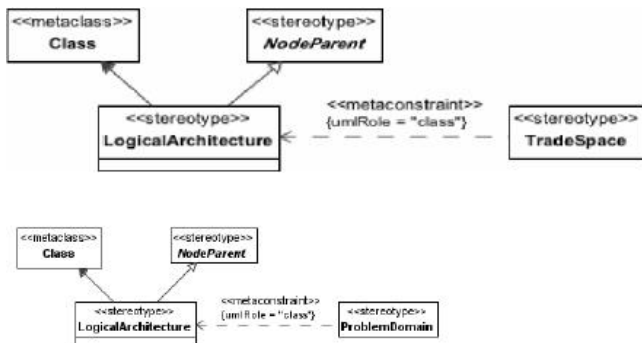 <<metaclass>>
Class
<<stereotype>>
NodeParent
<<stereotype>>
LogicalArchitecture
<<metaconstraint>>
{umlRole = "class"}
<<stereotype>>
TradeSpace
<<metaclass>>
Class
<<stereotype>>
NodeParent
<<stereotype>>
LogicalArchitecture
<<metaconstraint>>
{umlRole = "class"}
<<stereotype>>
ProblemDomain